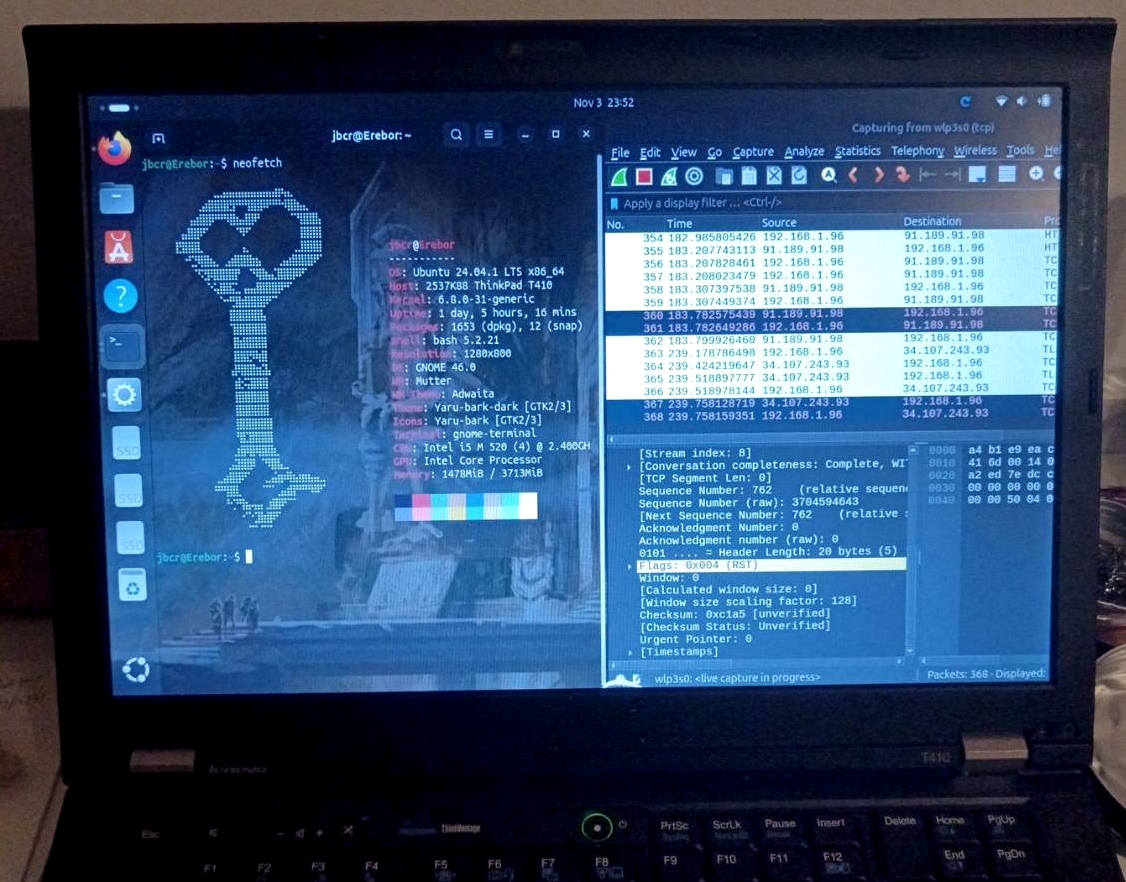 Nov 3 23:52
jbcr@Erebor: ~
jbcr@Erebor:~$ neofetch
jbcr@Erebor
-----------
OS: Ubuntu 24.04.1 LTS x86_64
Host: 2537K88 ThinkPad T410
Kernel: 6.8.0-31-generic
Uptime: 1 day, 5 hours, 16 mins
Packages: 1653 (dpkg), 12 (snap)
Shell: bash 5.2.21
Resolution: 1280x800
DE: GNOME 46.0
WM: Mutter
WM Theme: Adwaita
Theme: Yaru-bark-dark [GTK2/3]
Icons: Yaru-bark [GTK2/3]
Terminal: gnome-terminal
CPU: Intel i5 M 520 (4) @ 2.400GH
GPU: Intel Core Processor
Memory: 1478MiB / 3713MiB
jbcr@Erebor:~$
SSD
SSD
SSD
Capturing from wlp3s0 (tcp)
File Edit View Go Capture Analyze Statistics Telephony Wireless Tools He
Apply a display filter ... <Ctrl-/>
No. Time Source Destination Prc
354 182.985805426 192.168.1.96 91.189.91.98 HT
355 183.207743113 91.189.91.98 192.168.1.96 HT
356 183.207828461 192.168.1.96 91.189.91.98 TC
357 183.208023479 192.168.1.96 91.189.91.98 TC
358 183.307397538 91.189.91.98 192.168.1.96 TC
359 183.307449374 192.168.1.96 91.189.91.98 TC
360 183.782575439 91.189.91.98 192.168.1.96 TC
361 183.782649286 192.168.1.96 91.189.91.98 TC
362 183.799926460 91.189.91.98 192.168.1.96 TC
363 239.178786498 192.168.1.96 34.107.243.93 TL
364 239.424219647 34.107.243.93 192.168.1.96 TC
365 239.518897777 34.107.243.93 192.168.1.96 TL
366 239.518978144 192.168.1.96 34.107.243.93 TC
367 239.758128719 34.107.243.93 192.168.1.96 TC
368 239.758159351 192.168.1.96 34.107.243.93 TC
[Stream index: 8]
[Conversation completeness: Complete, WIT
[TCP Segment Len: 0]
Sequence Number: 762 (relative sequen
Sequence Number (raw): 3704594643
[Next Sequence Number: 762 (relative s
Acknowledgment Number: 0
Acknowledgment number (raw): 0
0101 .... = Header Length: 20 bytes (5)
Flags: 0x004 (RST)
Window: 0
[Calculated window size: 0]
[Window size scaling factor: 128]
Checksum: 0xc1a5 [unverified]
[Checksum Status: Unverified]
Urgent Pointer: 0
[Timestamps]
0000 a4 b1 e9 ea c
0010 41 6d 00 14 0
0020 a2 ed 7e dc c
0030 00 00 00 00 0
0040 00 00 50 04 0
wlp3s0: <live capture in progress>
Packets: 368 · Displayed:
lenovo
T410
Esc
ThinkVantage
PrtSc ScrLk Pause Insert Delete Home PgUp
F1 F2 F3 F4 F5 F6 F7 F8 F9 F10 F11 F12 End PgDn